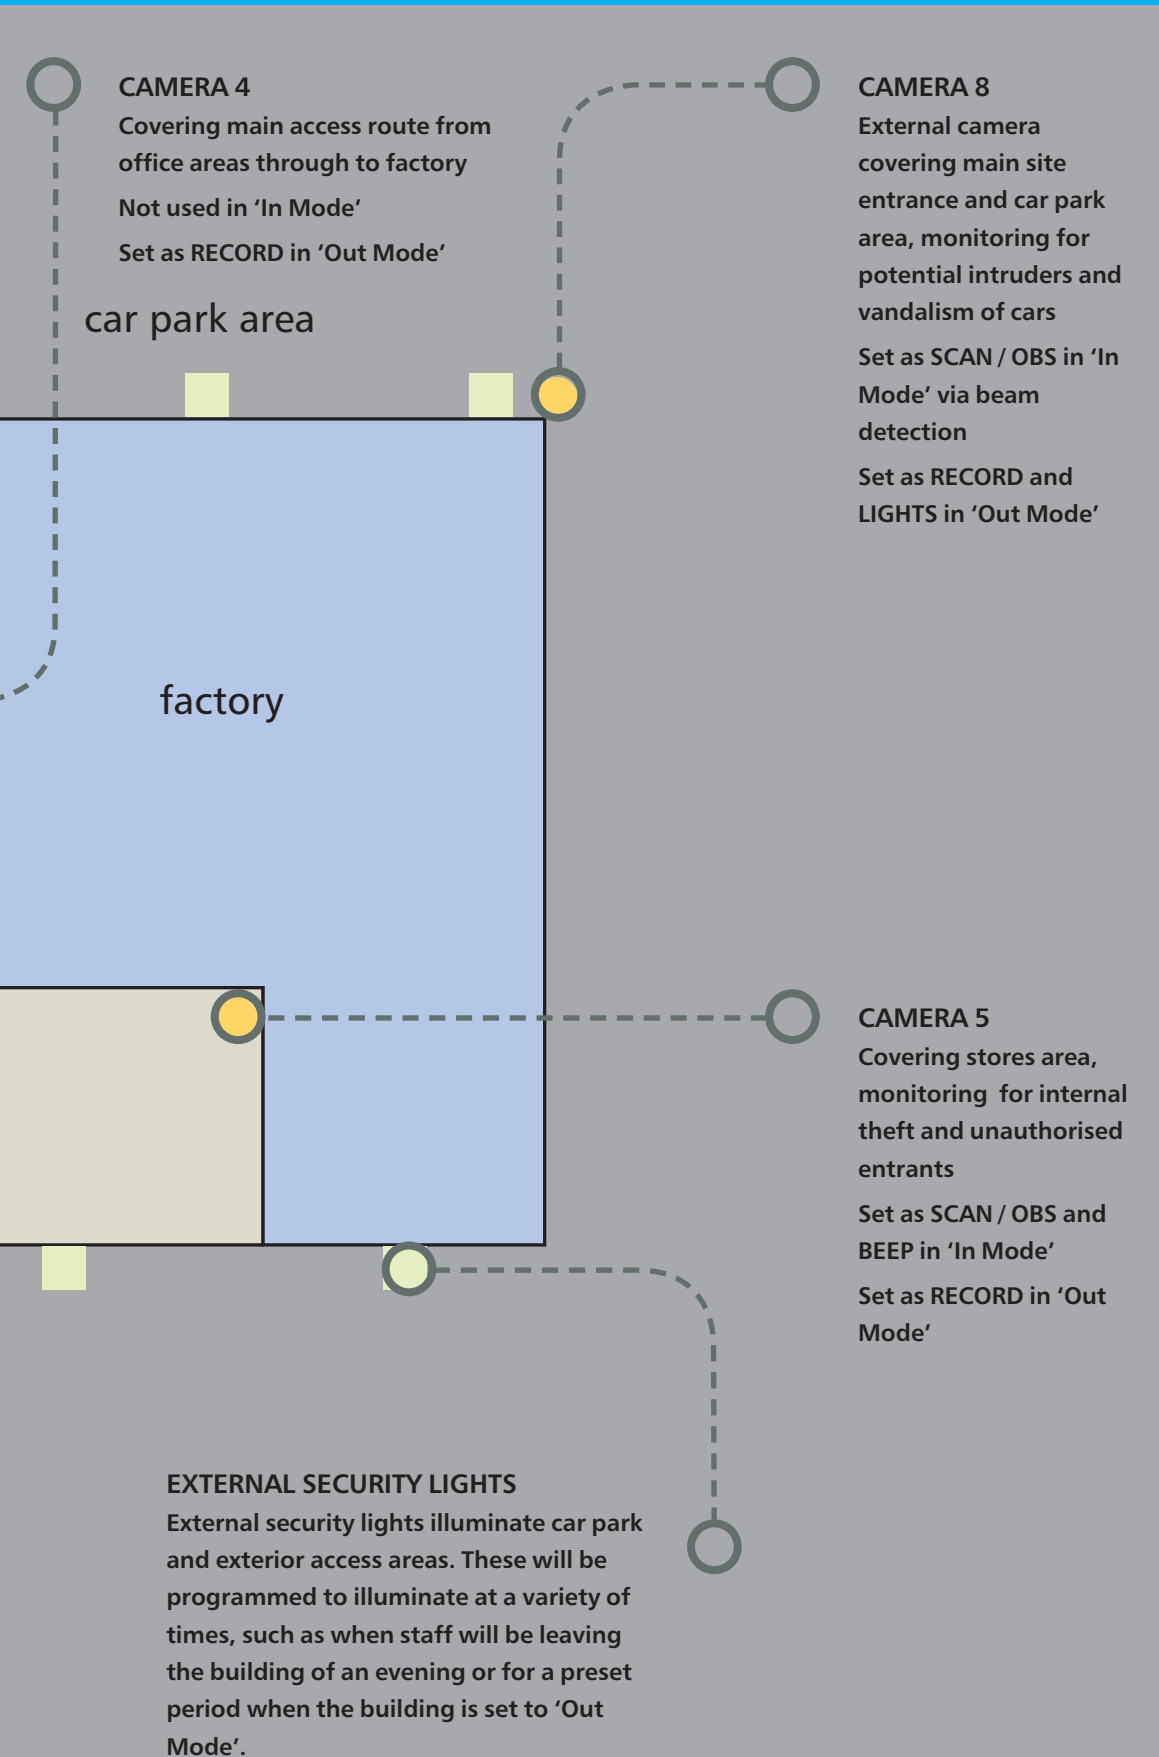 CAMERA 4
Covering main access route from
office areas through to factory
Not used in ‘In Mode’
Set as RECORD in ‘Out Mode’
car park area
CAMERA 8
External camera
covering main site
entrance and car park
area, monitoring for
potential intruders and
vandalism of cars
Set as SCAN / OBS in ‘In
Mode’ via beam
detection
Set as RECORD and
LIGHTS in ‘Out Mode’
factory
CAMERA 5
Covering stores area,
monitoring  for internal
theft and unauthorised
entrants
Set as SCAN / OBS and
BEEP in ‘In Mode’
Set as RECORD in ‘Out
Mode’
EXTERNAL SECURITY LIGHTS
External security lights illuminate car park
and exterior access areas. These will be
programmed to illuminate at a variety of
times, such as when staff will be leaving
the building of an evening or for a preset
period when the building is set to ‘Out
Mode’.